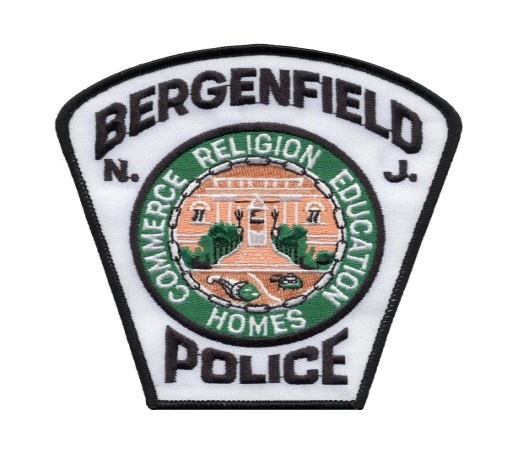 BERGENFIELD
N. J.
COMMERCE RELIGION EDUCATION
HOMES
POLICE